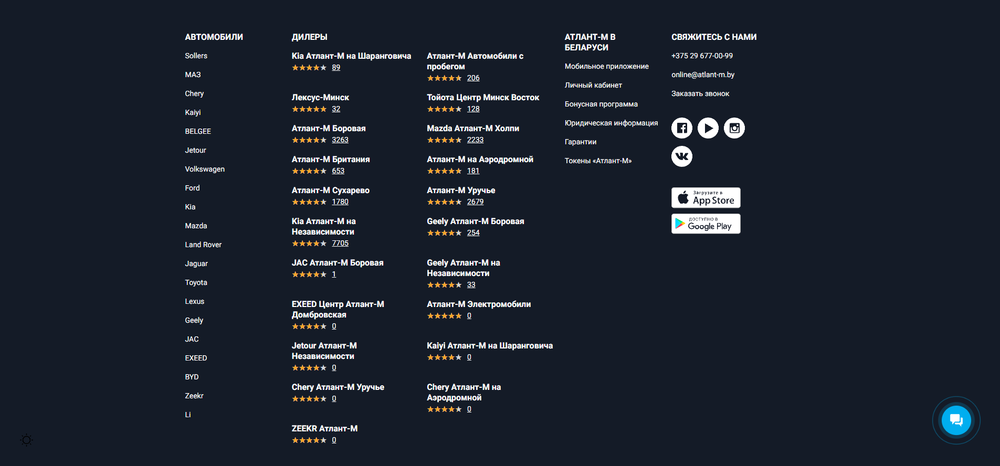 АВТОМОБИЛИ
Sollers
МАЗ
Chery
Kaiyi
BELGEE
Jetour
Volkswagen
Ford
Kia
Mazda
Land Rover
Jaguar
Toyota
Lexus
Geely
JAC
EXEED
BYD
Zeekr
Li
ДИЛЕРЫ
Kia Атлант-М на Шаранговича
89
Атлант-М Автомобили с
пробегом
206
Лексус-Минск
32
Тойота Центр Минск Восток
128
Атлант-М Боровая
3263
Mazda Атлант-М Холпи
2233
Атлант-М Британия
653
Атлант-М на Аэродромной
181
Атлант-М Сухарево
1780
Атлант-М Уручье
2679
Kia Атлант-М на
Независимости
7705
Geely Атлант-М Боровая
254
JAC Атлант-М Боровая
1
Geely Атлант-М на
Независимости
33
EXEED Центр Атлант-М
Домбровская
0
Атлант-М Электромобили
0
Jetour Атлант-М
Независимости
0
Kaiyi Атлант-М на Шаранговича
0
Chery Атлант-М Уручье
0
Chery Атлант-М на
Аэродромной
0
ZEEKR Атлант-М
0
АТЛАНТ-М В
БЕЛАРУСИ
Мобильное приложение
Личный кабинет
Бонусная программа
Юридическая информация
Гарантии
Токены «Атлант-М»
СВЯЖИТЕСЬ С НАМИ
+375 29 677-00-99
online@atlant-m.by
Заказать звонок
Загрузите в
App Store
ДОСТУПНО В
Google Play